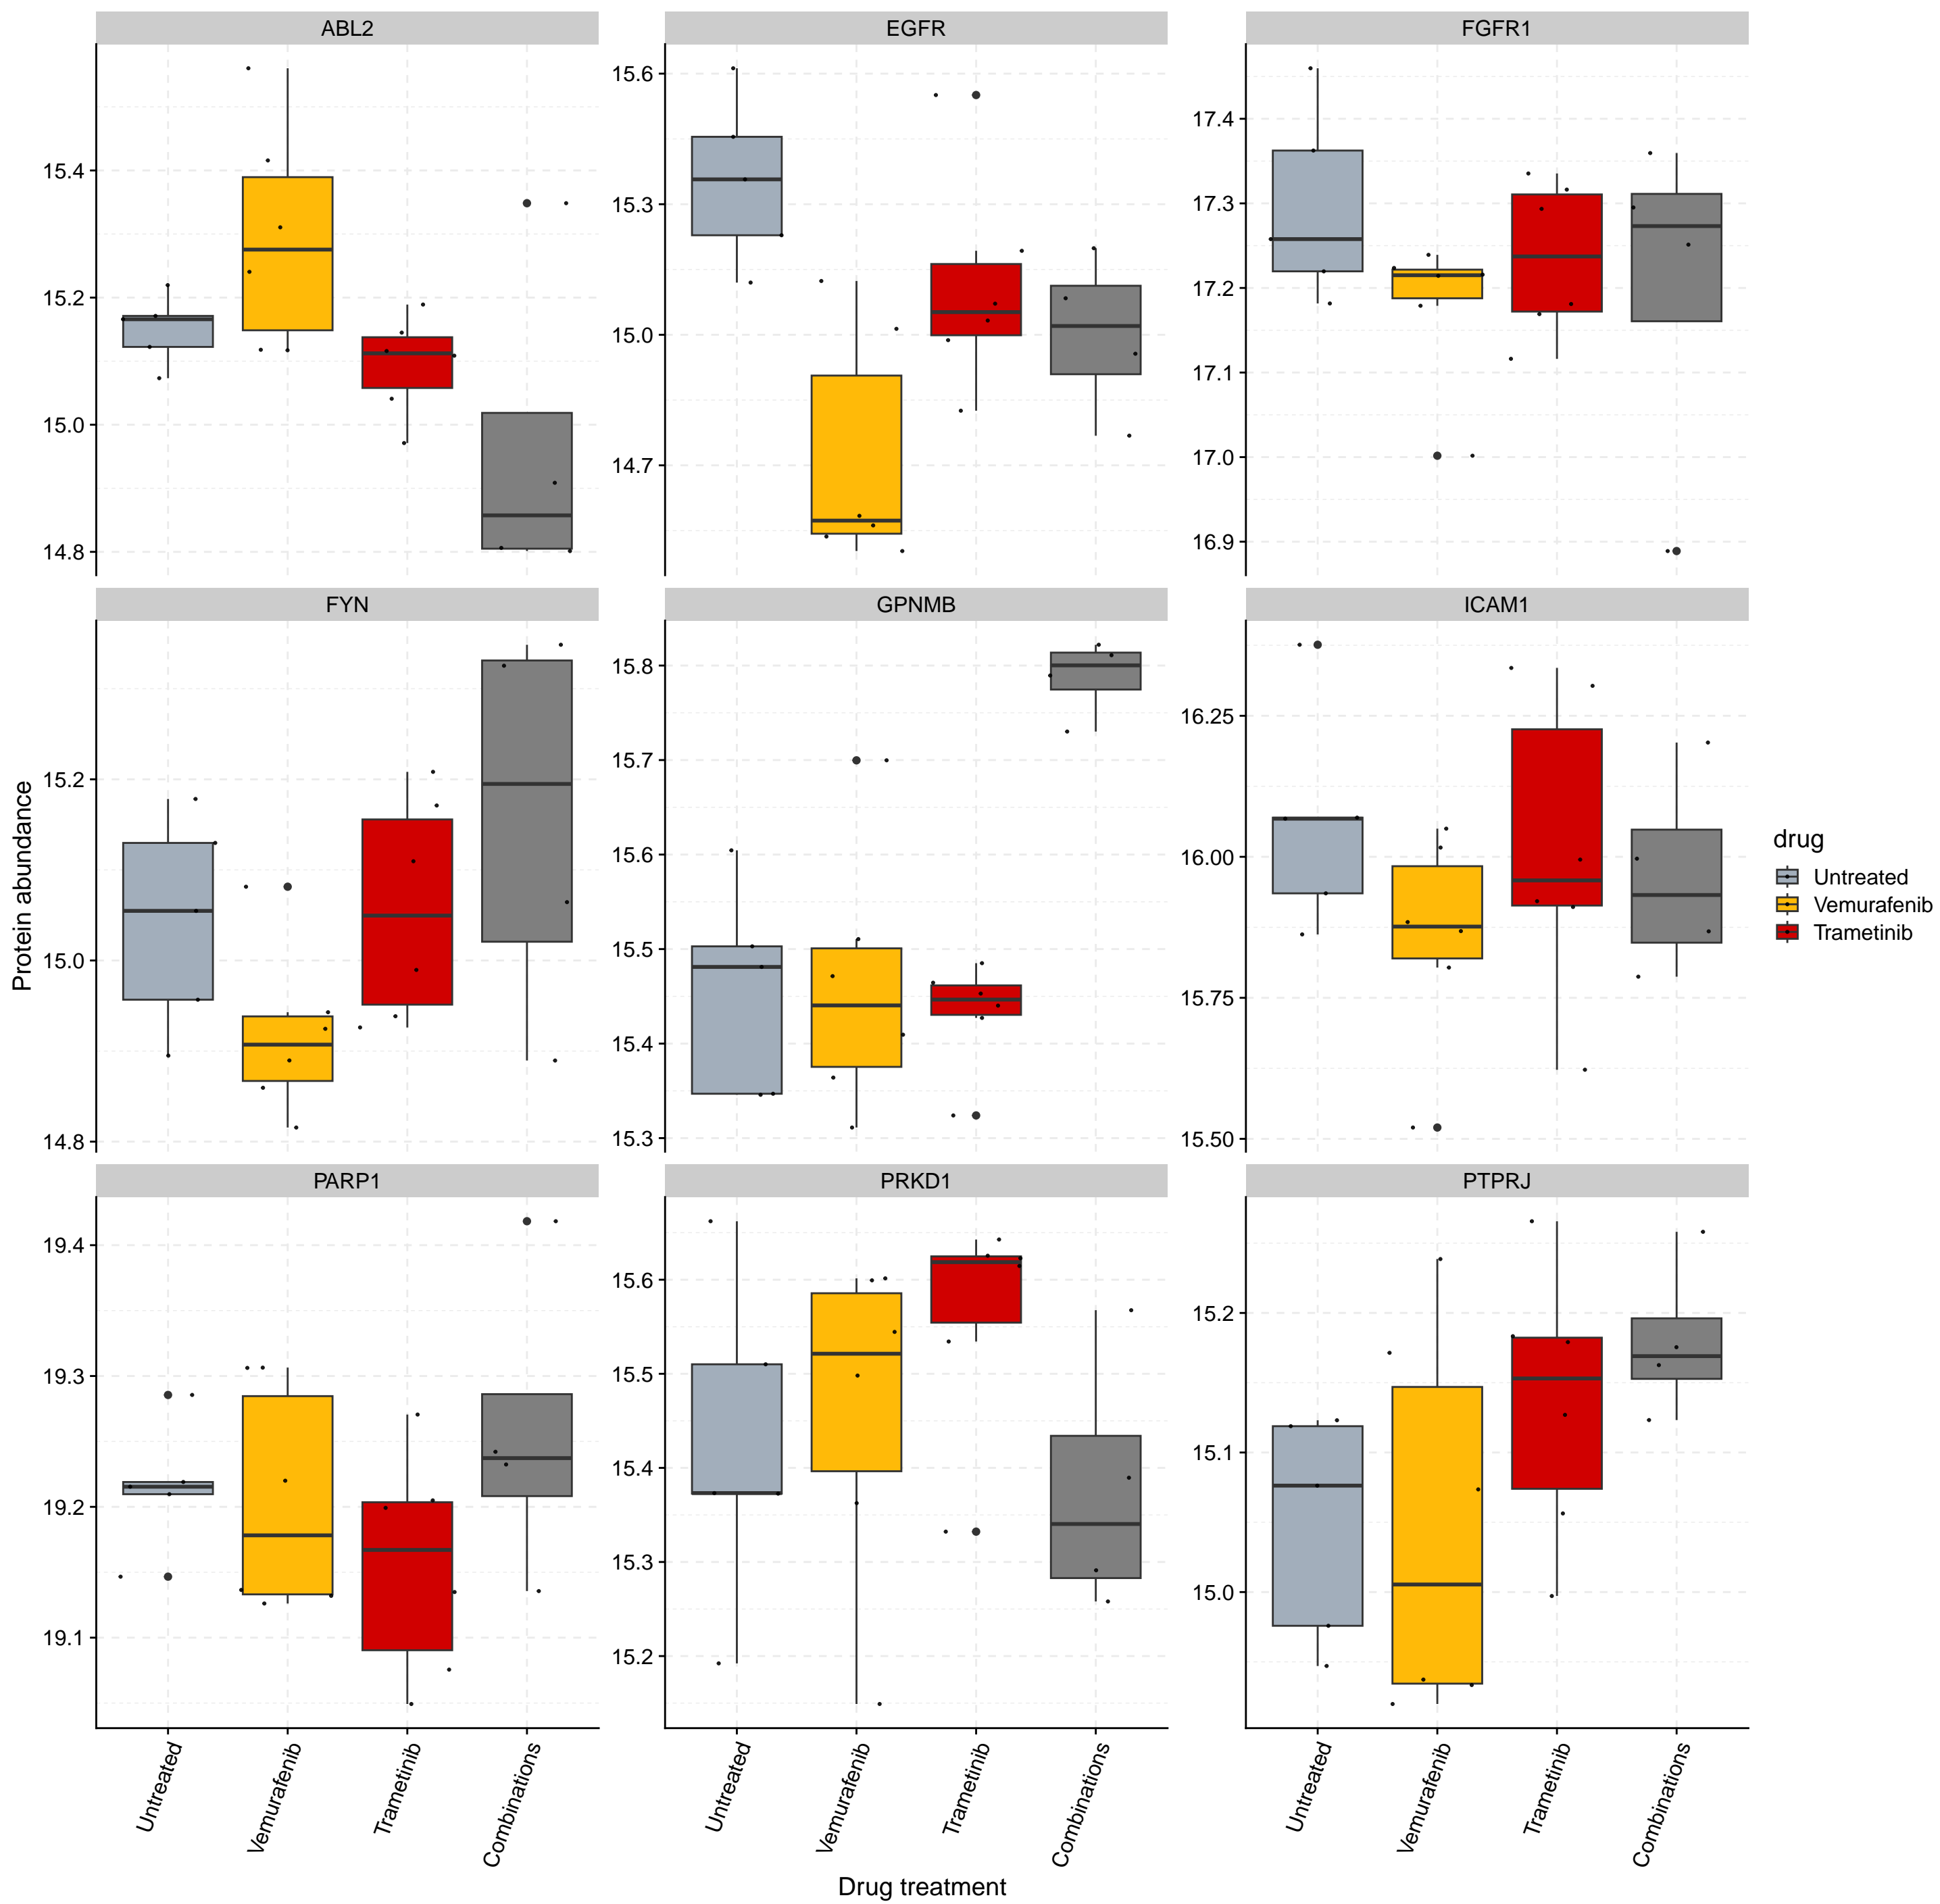 ABL2
EGFR
FGFR1
15.4
15.2
15.0
14.8
15.6
15.3
15.0
14.7
17.4
17.3
17.2
17.1
17.0
16.9
FYN
GPNMB
ICAM1
15.2
15.0
14.8
15.8
15.7
15.6
15.5
15.4
15.3
16.25
16.00
15.75
15.50
Protein abundance
drug
Untreated
Vemurafenib
Trametinib
PARP1
PRKD1
PTPRJ
19.4
19.3
19.2
19.1
15.6
15.5
15.4
15.3
15.2
15.2
15.1
15.0
Untreated
Vemurafenib
Trametinib
Combinations
Untreated
Vemurafenib
Trametinib
Combinations
Untreated
Vemurafenib
Trametinib
Combinations
Drug treatment